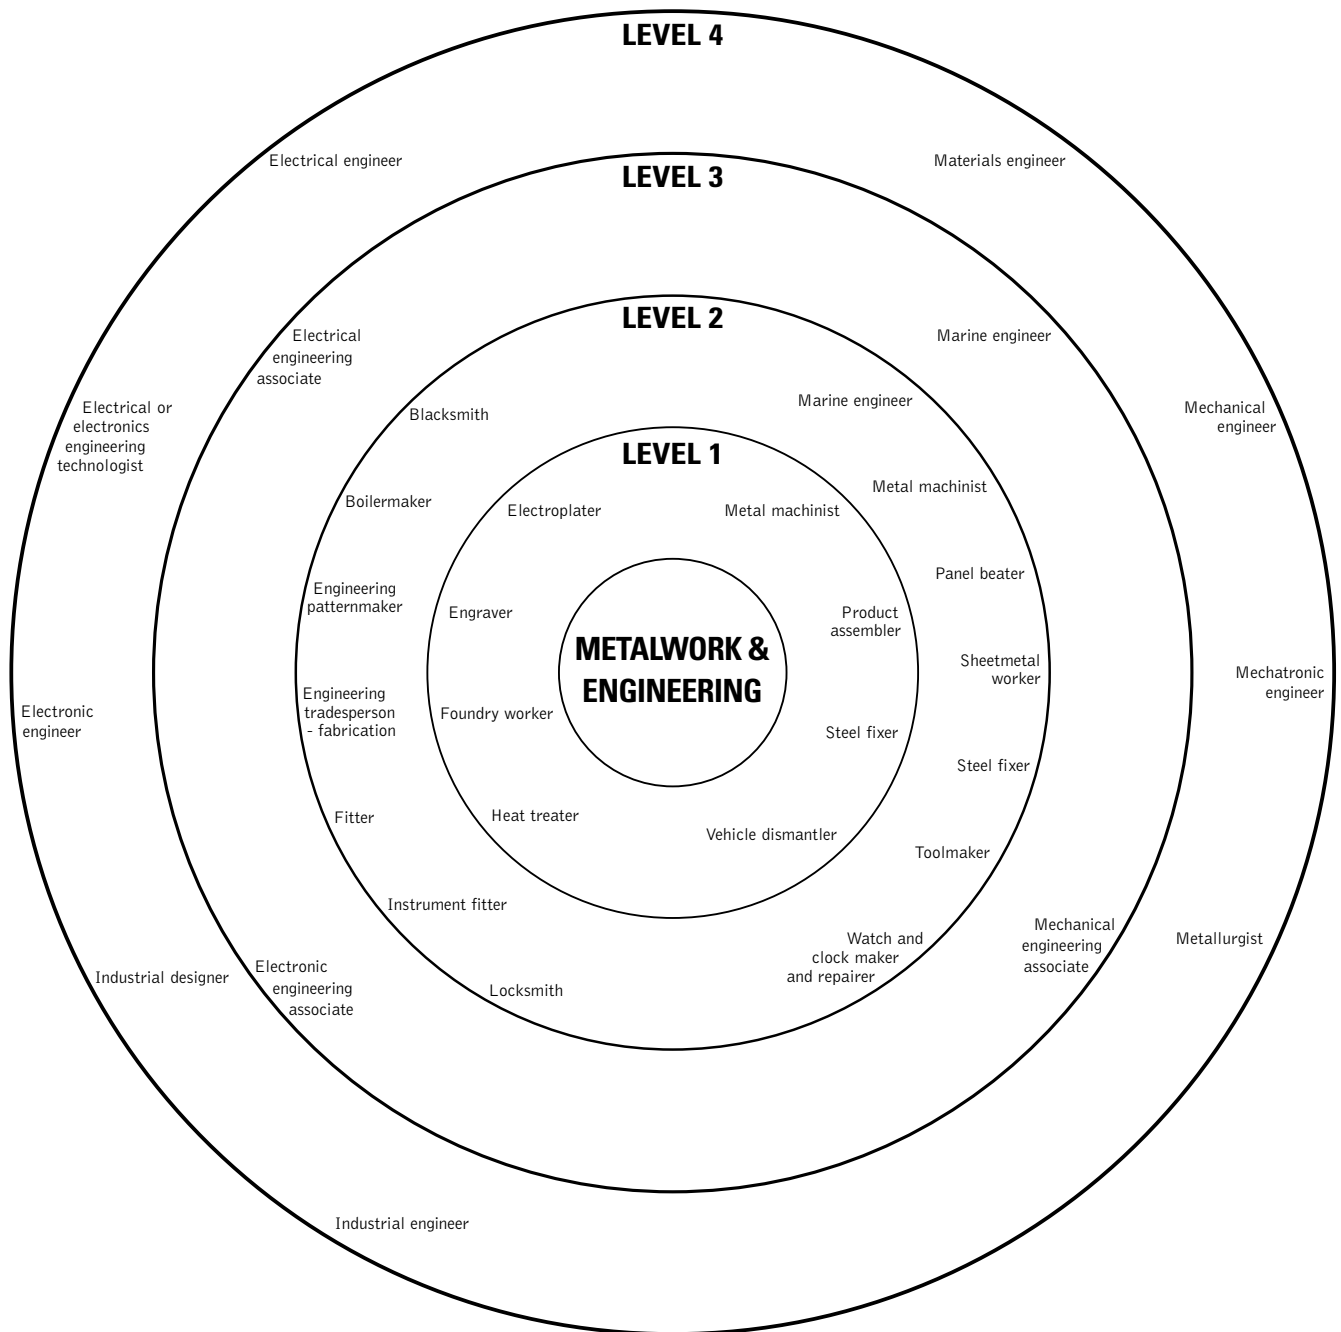 LEVEL 4
Electrical engineer
Materials engineer
Electrical or
electronics
engineering
technologist
Mechanical
engineer
Electronic
engineer
Mechatronic
engineer
Industrial designer
Metallurgist
Industrial engineer
LEVEL 3
Electrical
engineering
associate
Marine engineer
Electronic
engineering
associate
Mechanical
engineering
associate
LEVEL 2
Blacksmith
Marine engineer
Boilermaker
Metal machinist
Engineering
patternmaker
Panel beater
Engineering
tradesperson
- fabrication
Sheetmetal
worker
Fitter
Steel fixer
Instrument fitter
Toolmaker
Locksmith
Watch and
clock maker
and repairer
LEVEL 1
Electroplater
Metal machinist
Engraver
Product
assembler
Foundry worker
Steel fixer
Heat treater
Vehicle dismantler
METALWORK &
ENGINEERING